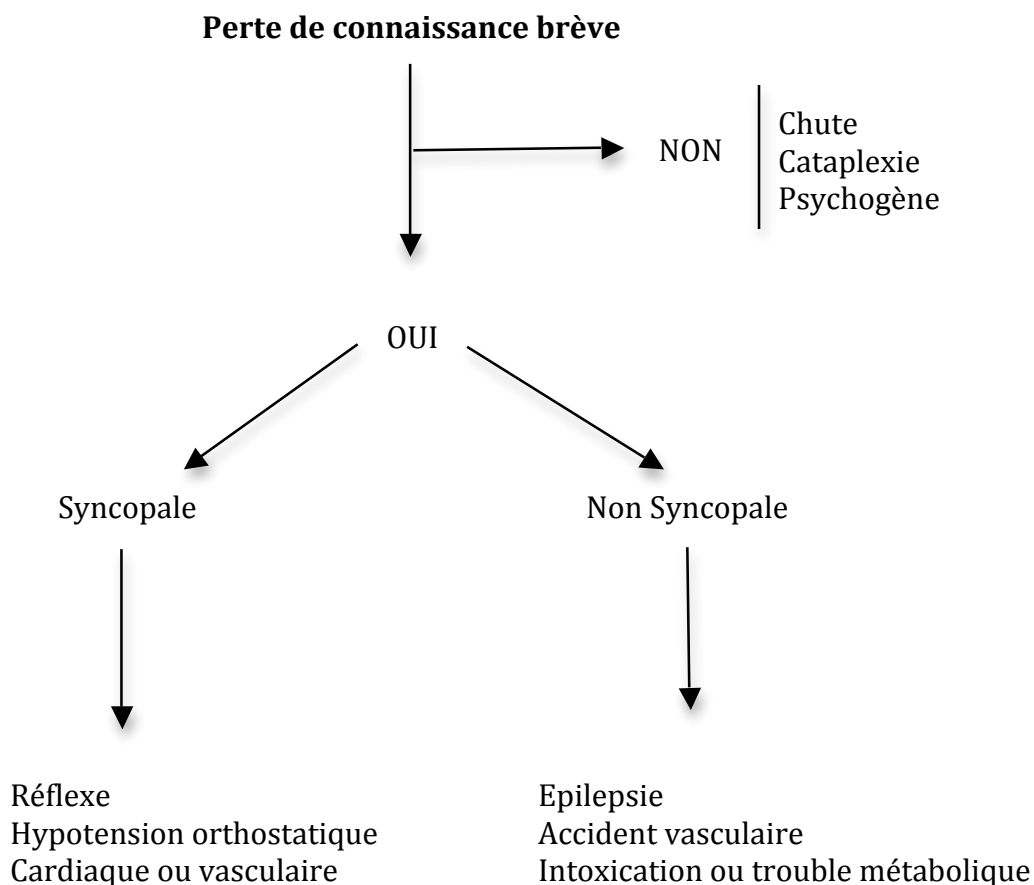 Perte de connaissance brève
NON
Chute
Cataplexie
Psychogène
OUI
Syncopale
Non Syncopale
Réflexe
Hypotension orthostatique
Cardiaque ou vasculaire
Epilepsie
Accident vasculaire
Intoxication ou trouble métabolique